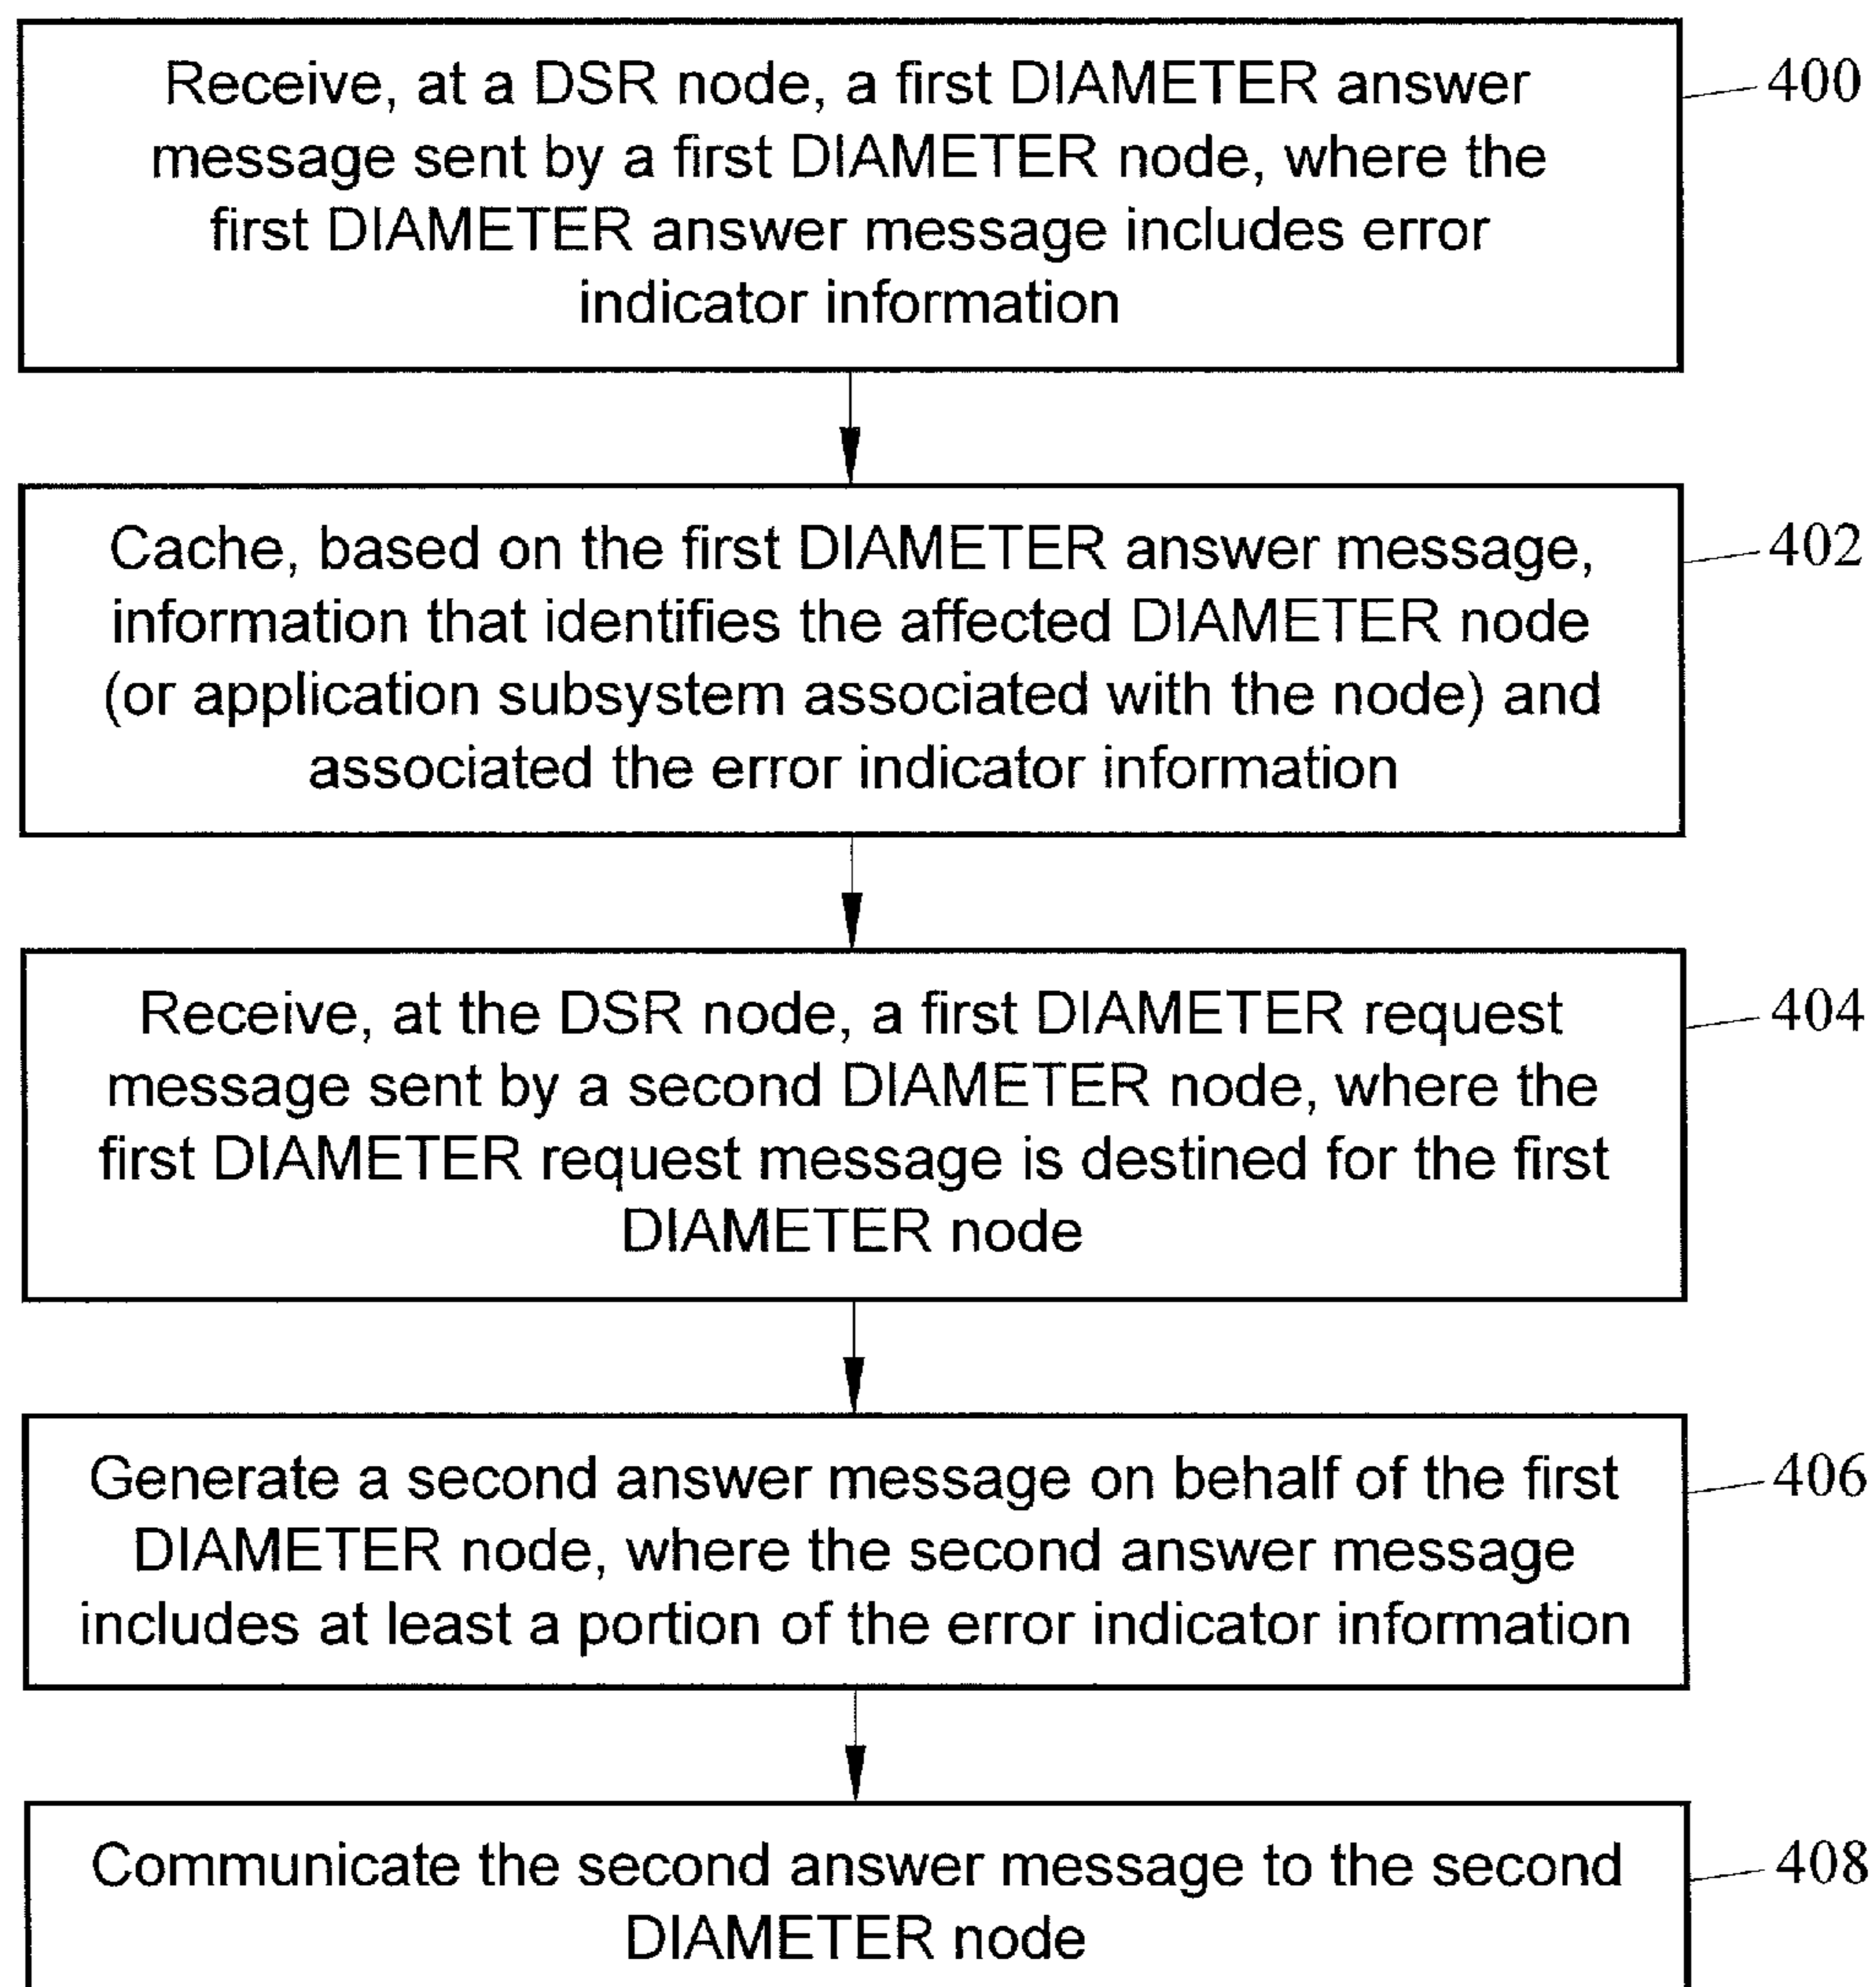 Receive, at a DSR node, a first DIAMETER answer
message sent by a first DIAMETER node, where the
first DIAMETER answer message includes error
indicator information
400
Cache, based on the first DIAMETER answer message,
information that identifies the affected DIAMETER node
(or application subsystem associated with the node) and
associated the error indicator information
402
Receive, at the DSR node, a first DIAMETER request
message sent by a second DIAMETER node, where the
first DIAMETER request message is destined for the first
DIAMETER node
404
Generate a second answer message on behalf of the first
DIAMETER node, where the second answer message
includes at least a portion of the error indicator information
406
Communicate the second answer message to the second
DIAMETER node
408